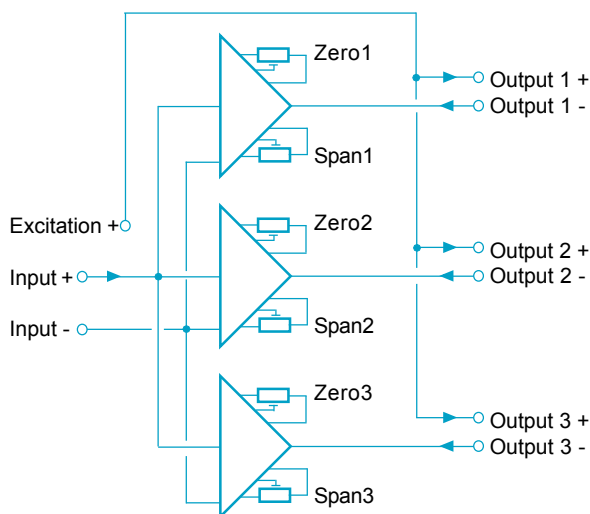 Zero1
Output 1 +
Output 1 -
Span1
Excitation +
Zero2
Output 2 +
Input +
Output 2 -
Input -
Span2
Zero3
Output 3 +
Output 3 -
Span3